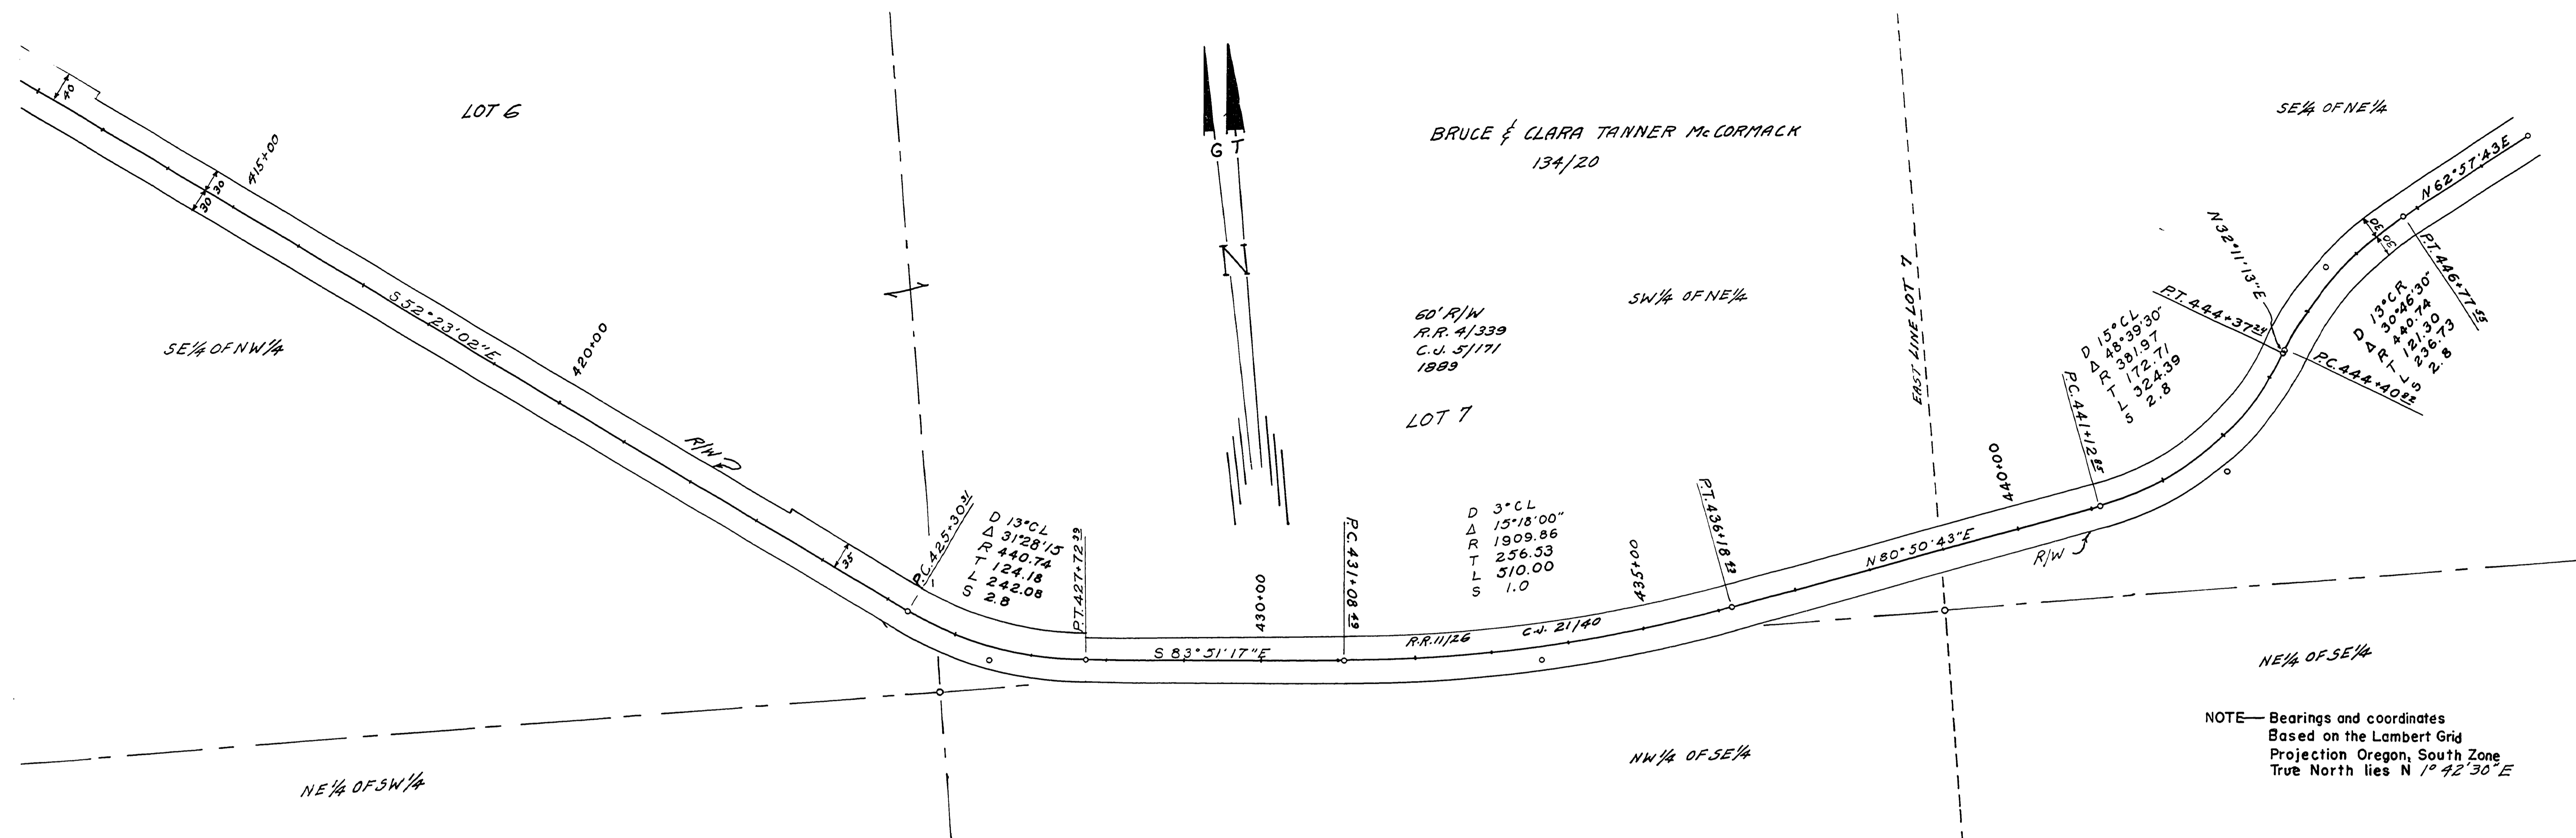 40
LOT 6
415+00
30
30
S 52°23'02"E
SE¼ OF NW¼
420+00
R/W
35
NE¼ OF SW¼
P.C. 425+30 31
D 13°CL
Δ 31°28'15
R 440.74
T 124.18
L 242.08
S 2.8
P.T. 427+72 39
S 83°51'17"E
430+00
G T
N
P.C. 431+08 49
BRUCE & CLARA TANNER McCORMACK
134/20
60' R/W
R.R. 4/339
C.J. 5/171
1889
SW¼ OF NE¼
LOT 7
D 3°CL
Δ 15°18'00"
R 1909.86
T 256.53
L 510.00
S 1.0
R.R. 11/26
C.J. 21/40
435+00
P.T. 436+18 43
N 80°50'43"E
EAST LINE LOT 7
440+00
R/W
NW¼ OF SE¼
P.C. 441+12 85
D 15°CL
Δ 48°39'30"
R 381.97
T 172.71
L 324.39
S 2.8
P.T. 444+37 24
N 32°11'13"E
P.C. 444+40 82
D 13°CR
Δ 30°46'30"
R 440.74
T 121.30
L 236.73
S 2.8
30
30
P.T. 446+77 55
N 62°57'43E
SE¼ OF NE¼
NE¼ OF SE¼
NOTE— Bearings and coordinates
Based on the Lambert Grid
Projection Oregon, South Zone
True North lies N 1° 42'30"E